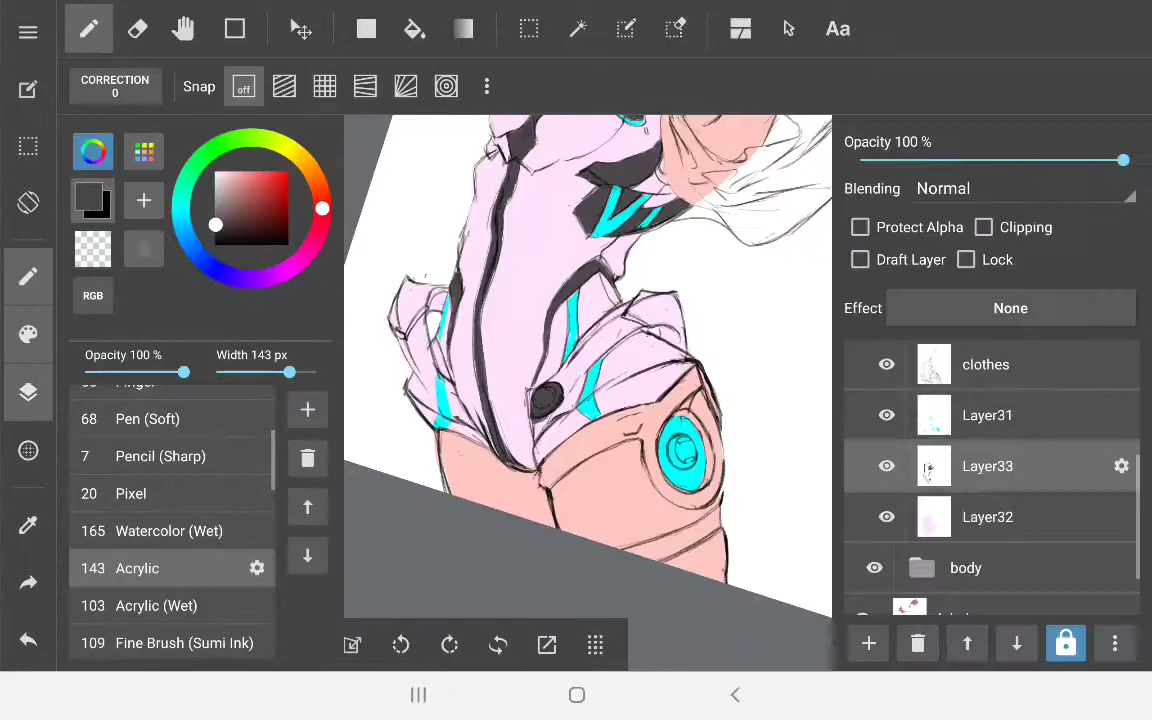 Aa
CORRECTION
0
Snap
off
RGB
Opacity 100 %
Width 143 px
68 Pen (Soft)
7 Pencil (Sharp)
20 Pixel
165 Watercolor (Wet)
143 Acrylic
103 Acrylic (Wet)
109 Fine Brush (Sumi Ink)
Opacity 100 %
Blending Normal
Protect Alpha
Clipping
Draft Layer
Lock
Effect None
clothes
Layer31
Layer33
Layer32
body